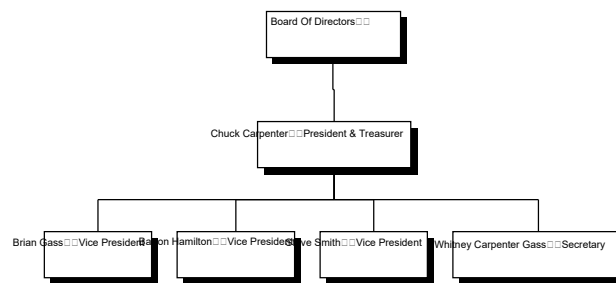 Board Of Directors□□
Chuck Carpenter□□President & Treasurer
Brian Gass□□Vice President
Hamilton□□Vice President
Smith□□Vice President
Whitney Carpenter Gass□□Secretary